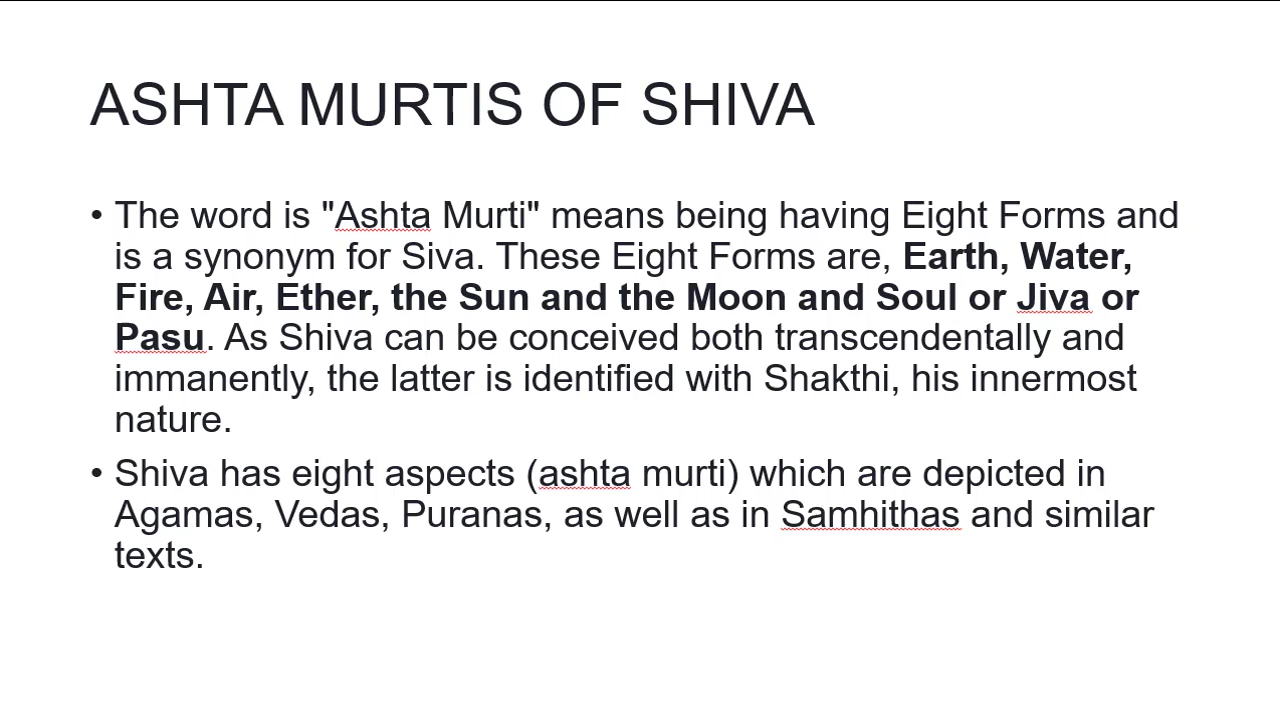 ASHTA MURTIS OF SHIVA
• The word is "Ashta Murti" means being having Eight Forms and
is a synonym for Siva. These Eight Forms are, Earth, Water,
Fire, Air, Ether, the Sun and the Moon and Soul or Jiva or
Pasu. As Shiva can be conceived both transcendentally and
immanently, the latter is identified with Shakthi, his innermost
nature.
• Shiva has eight aspects (ashta murti) which are depicted in
Agamas, Vedas, Puranas, as well as in Samhithas and similar
texts.